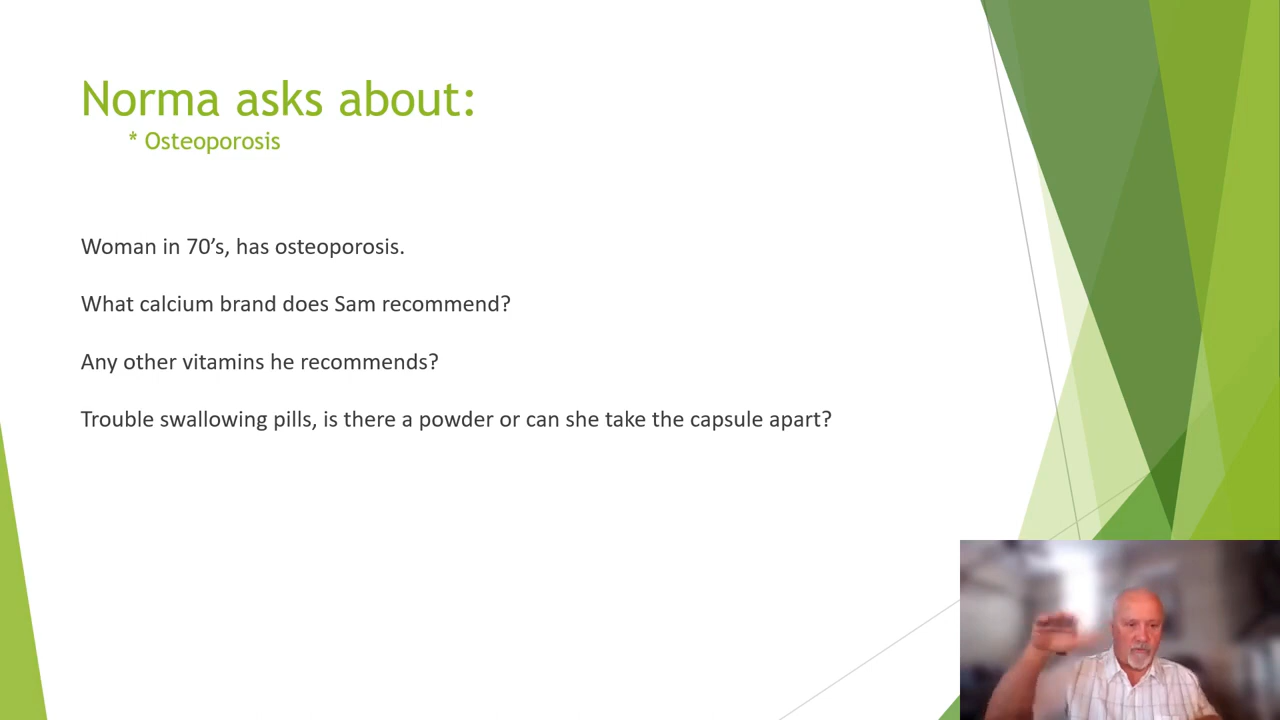 Norma asks about:
* Osteoporosis
Woman in 70’s, has osteoporosis.
What calcium brand does Sam recommend?
Any other vitamins he recommends?
Trouble swallowing pills, is there a powder or can she take the capsule apart?